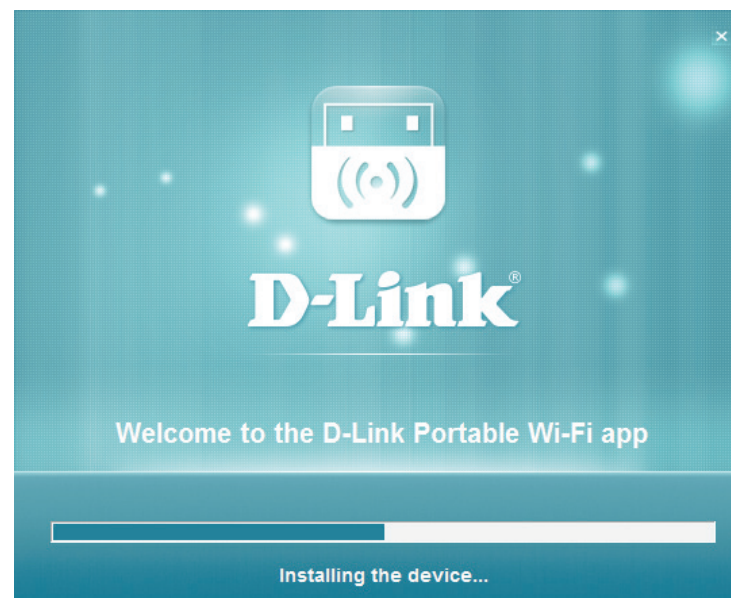 D-Link®
Welcome to the D-Link Portable Wi-Fi app
Installing the device...